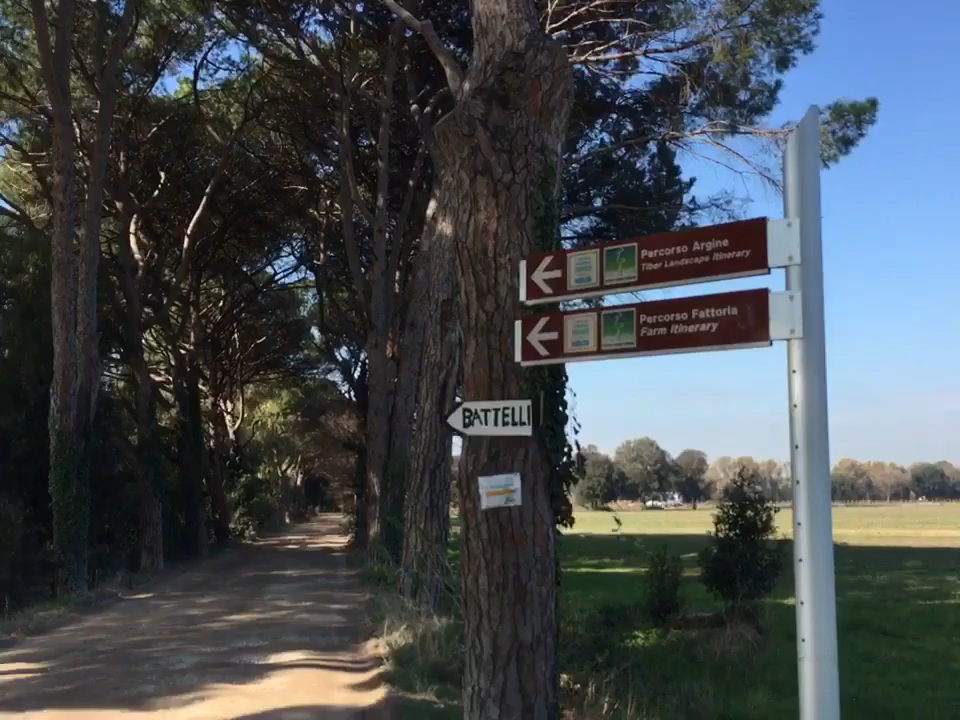 Percorso Argine
Tiber Landscape Itinerary
Percorso Fattoria
Farm Itinerary
BATTELLI